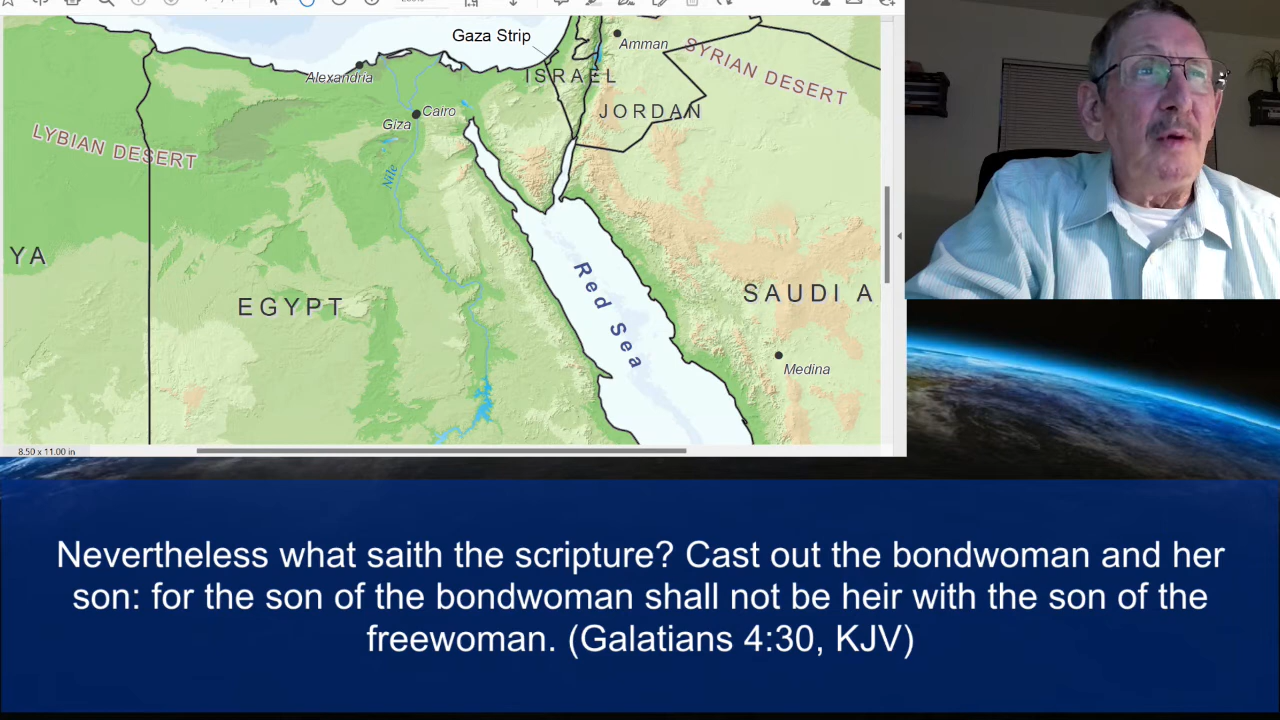 Gaza Strip
Amman
SYRIAN DESERT
ISRAEL
Alexandria
JORDAN
Cairo
Giza
LYBIAN DESERT
Nile
YA
Red Sea
SAUDI A
EGYPT
Medina
8.50 x 11.00 in
Nevertheless what saith the scripture? Cast out the bondwoman and her
son: for the son of the bondwoman shall not be heir with the son of the
freewoman. (Galatians 4:30, KJV)